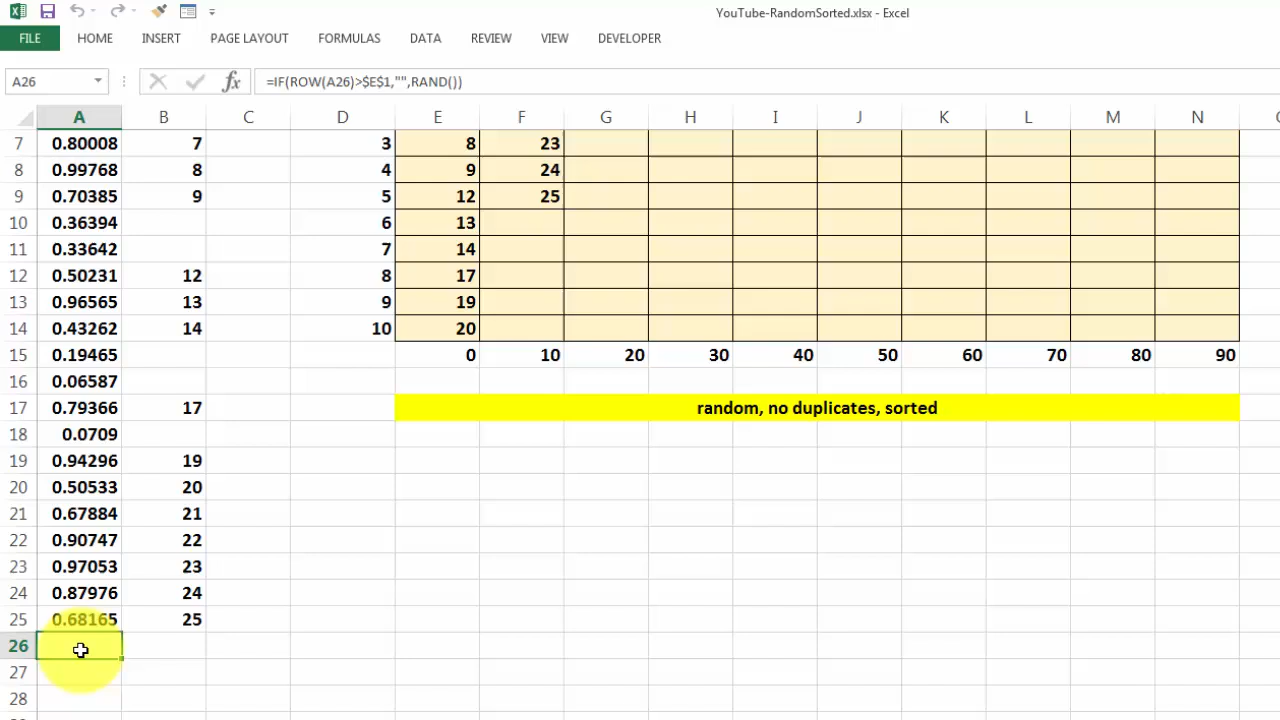 YouTube-RandomSorted.xlsx - Excel
FILE HOME INSERT PAGE LAYOUT FORMULAS DATA REVIEW VIEW DEVELOPER
A26 fx =IF(ROW(A26)>$E$1,"",RAND())
A B C D E F G H I J K L M N
7 0.80008 7 3 8 23
8 0.99768 8 4 9 24
9 0.70385 9 5 12 25
10 0.36394 6 13
11 0.33642 7 14
12 0.50231 12 8 17
13 0.96565 13 9 19
14 0.43262 14 10 20
15 0.19465 0 10 20 30 40 50 60 70 80 90
16 0.06587
17 0.79366 17 random, no duplicates, sorted
18 0.0709
19 0.94296 19
20 0.50533 20
21 0.67884 21
22 0.90747 22
23 0.97053 23
24 0.87976 24
25 0.68165 25
26
27
28